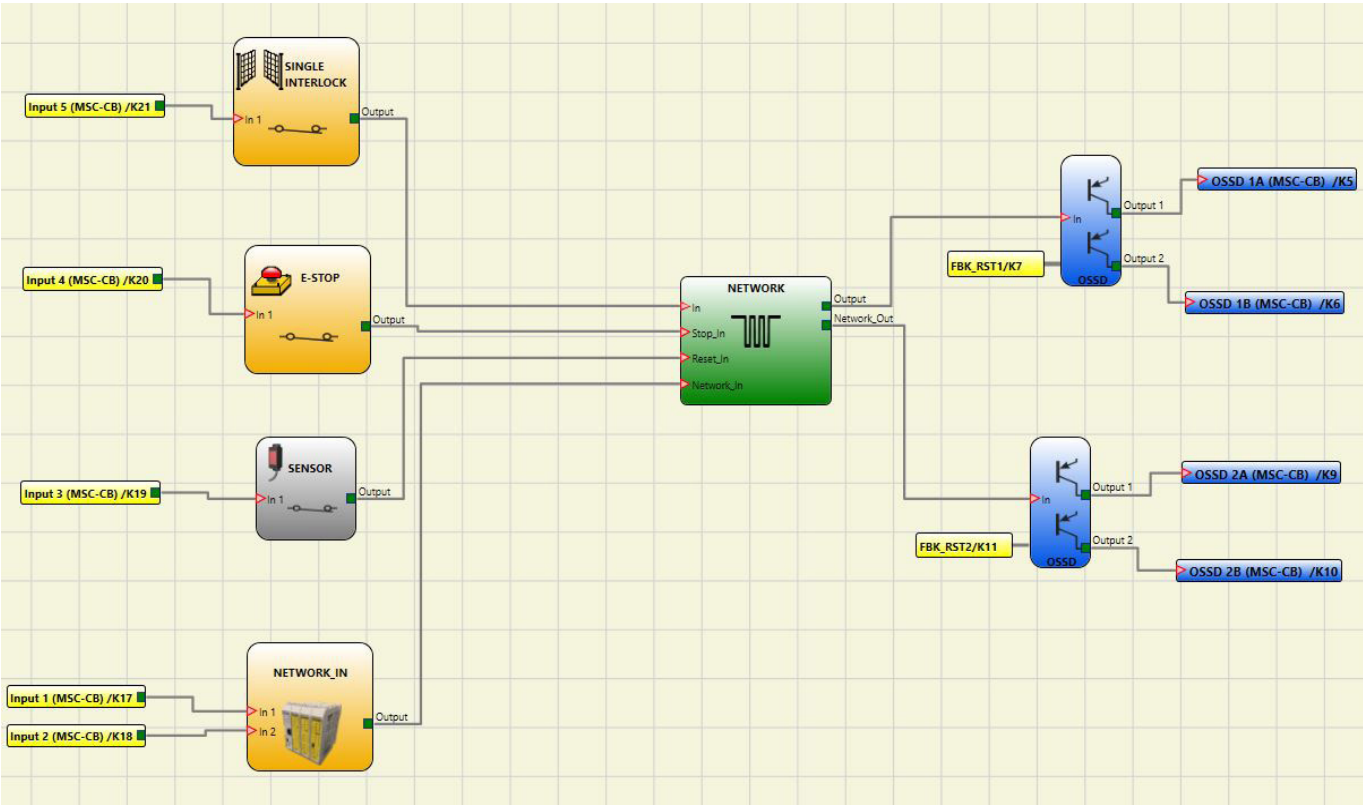 SINGLE
INTERLOCK
Input 5 (MSC-CB) /K21
In 1
Output
E-STOP
Input 4 (MSC-CB) /K20
In 1
Output
SENSOR
Input 3 (MSC-CB) /K19
In 1
Output
NETWORK_IN
Input 1 (MSC-CB) /K17
In 1
Input 2 (MSC-CB) /K18
In 2
Output
NETWORK
In
Stop_In
Reset_In
Network_In
Output
Network_Out
In
Output 1
Output 2
OSSD
FBK_RST1/K7
OSSD 1A (MSC-CB) /K5
OSSD 1B (MSC-CB) /K6
In
Output 1
Output 2
OSSD
FBK_RST2/K11
OSSD 2A (MSC-CB) /K9
OSSD 2B (MSC-CB) /K10